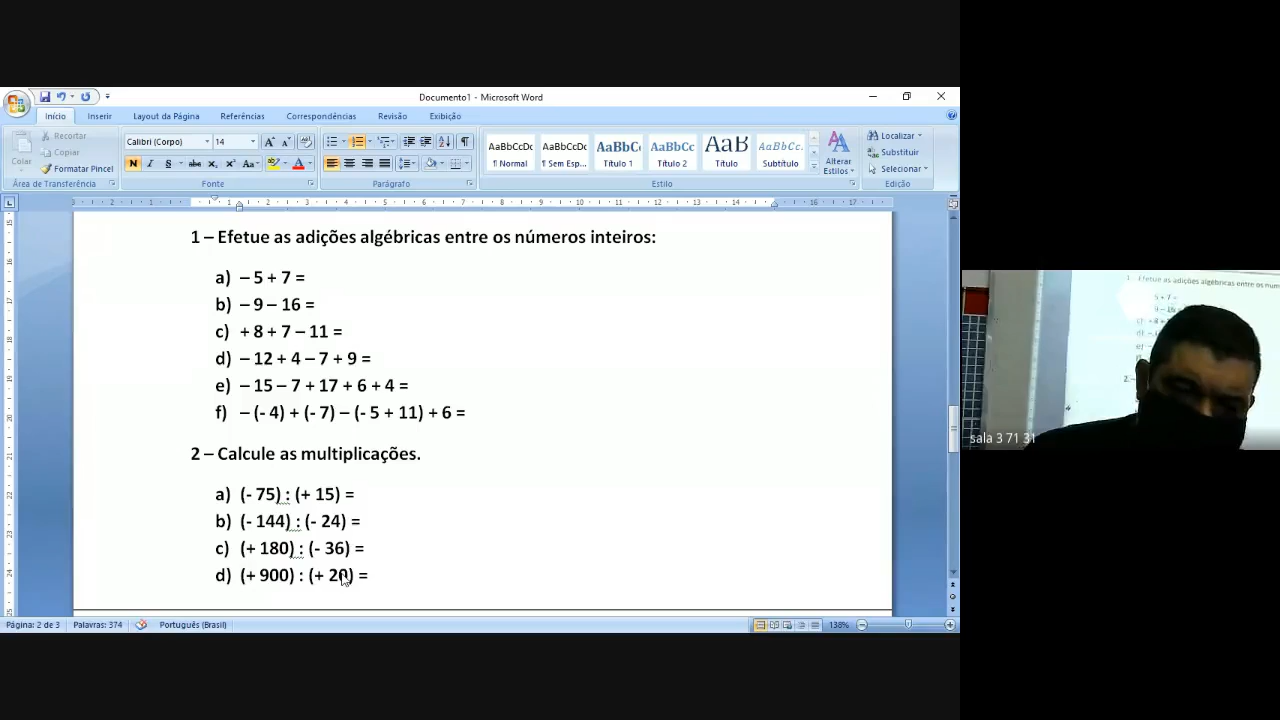 Documento1 - Microsoft Word
Início Inserir Layout da Página Referências Correspondências Revisão Exibição
Colar
Recortar
Copiar
Formatar Pincel
Área de Transferência
Calibri (Corpo) 14
Fonte
Parágrafo
AaBbCcDc AaBbCcDc AaBbC AaBbCc AaB AaBbCc.
¶ Normal ¶ Sem Esp... Título 1 Título 2 Título Subtítulo
Alterar Estilos
Estilo
Localizar
Substituir
Selecionar
Edição
1 – Efetue as adições algébricas entre os números inteiros:
a) – 5 + 7 =
b) – 9 – 16 =
c) + 8 + 7 – 11 =
d) – 12 + 4 – 7 + 9 =
e) – 15 – 7 + 17 + 6 + 4 =
f) – (- 4) + (- 7) – (- 5 + 11) + 6 =
2 – Calcule as multiplicações.
a) (- 75) : (+ 15) =
b) (- 144) : (- 24) =
c) (+ 180) : (- 36) =
d) (+ 900) : (+ 20) =
Página: 2 de 3 Palavras: 374 Português (Brasil) 138%
sala 3 71 31